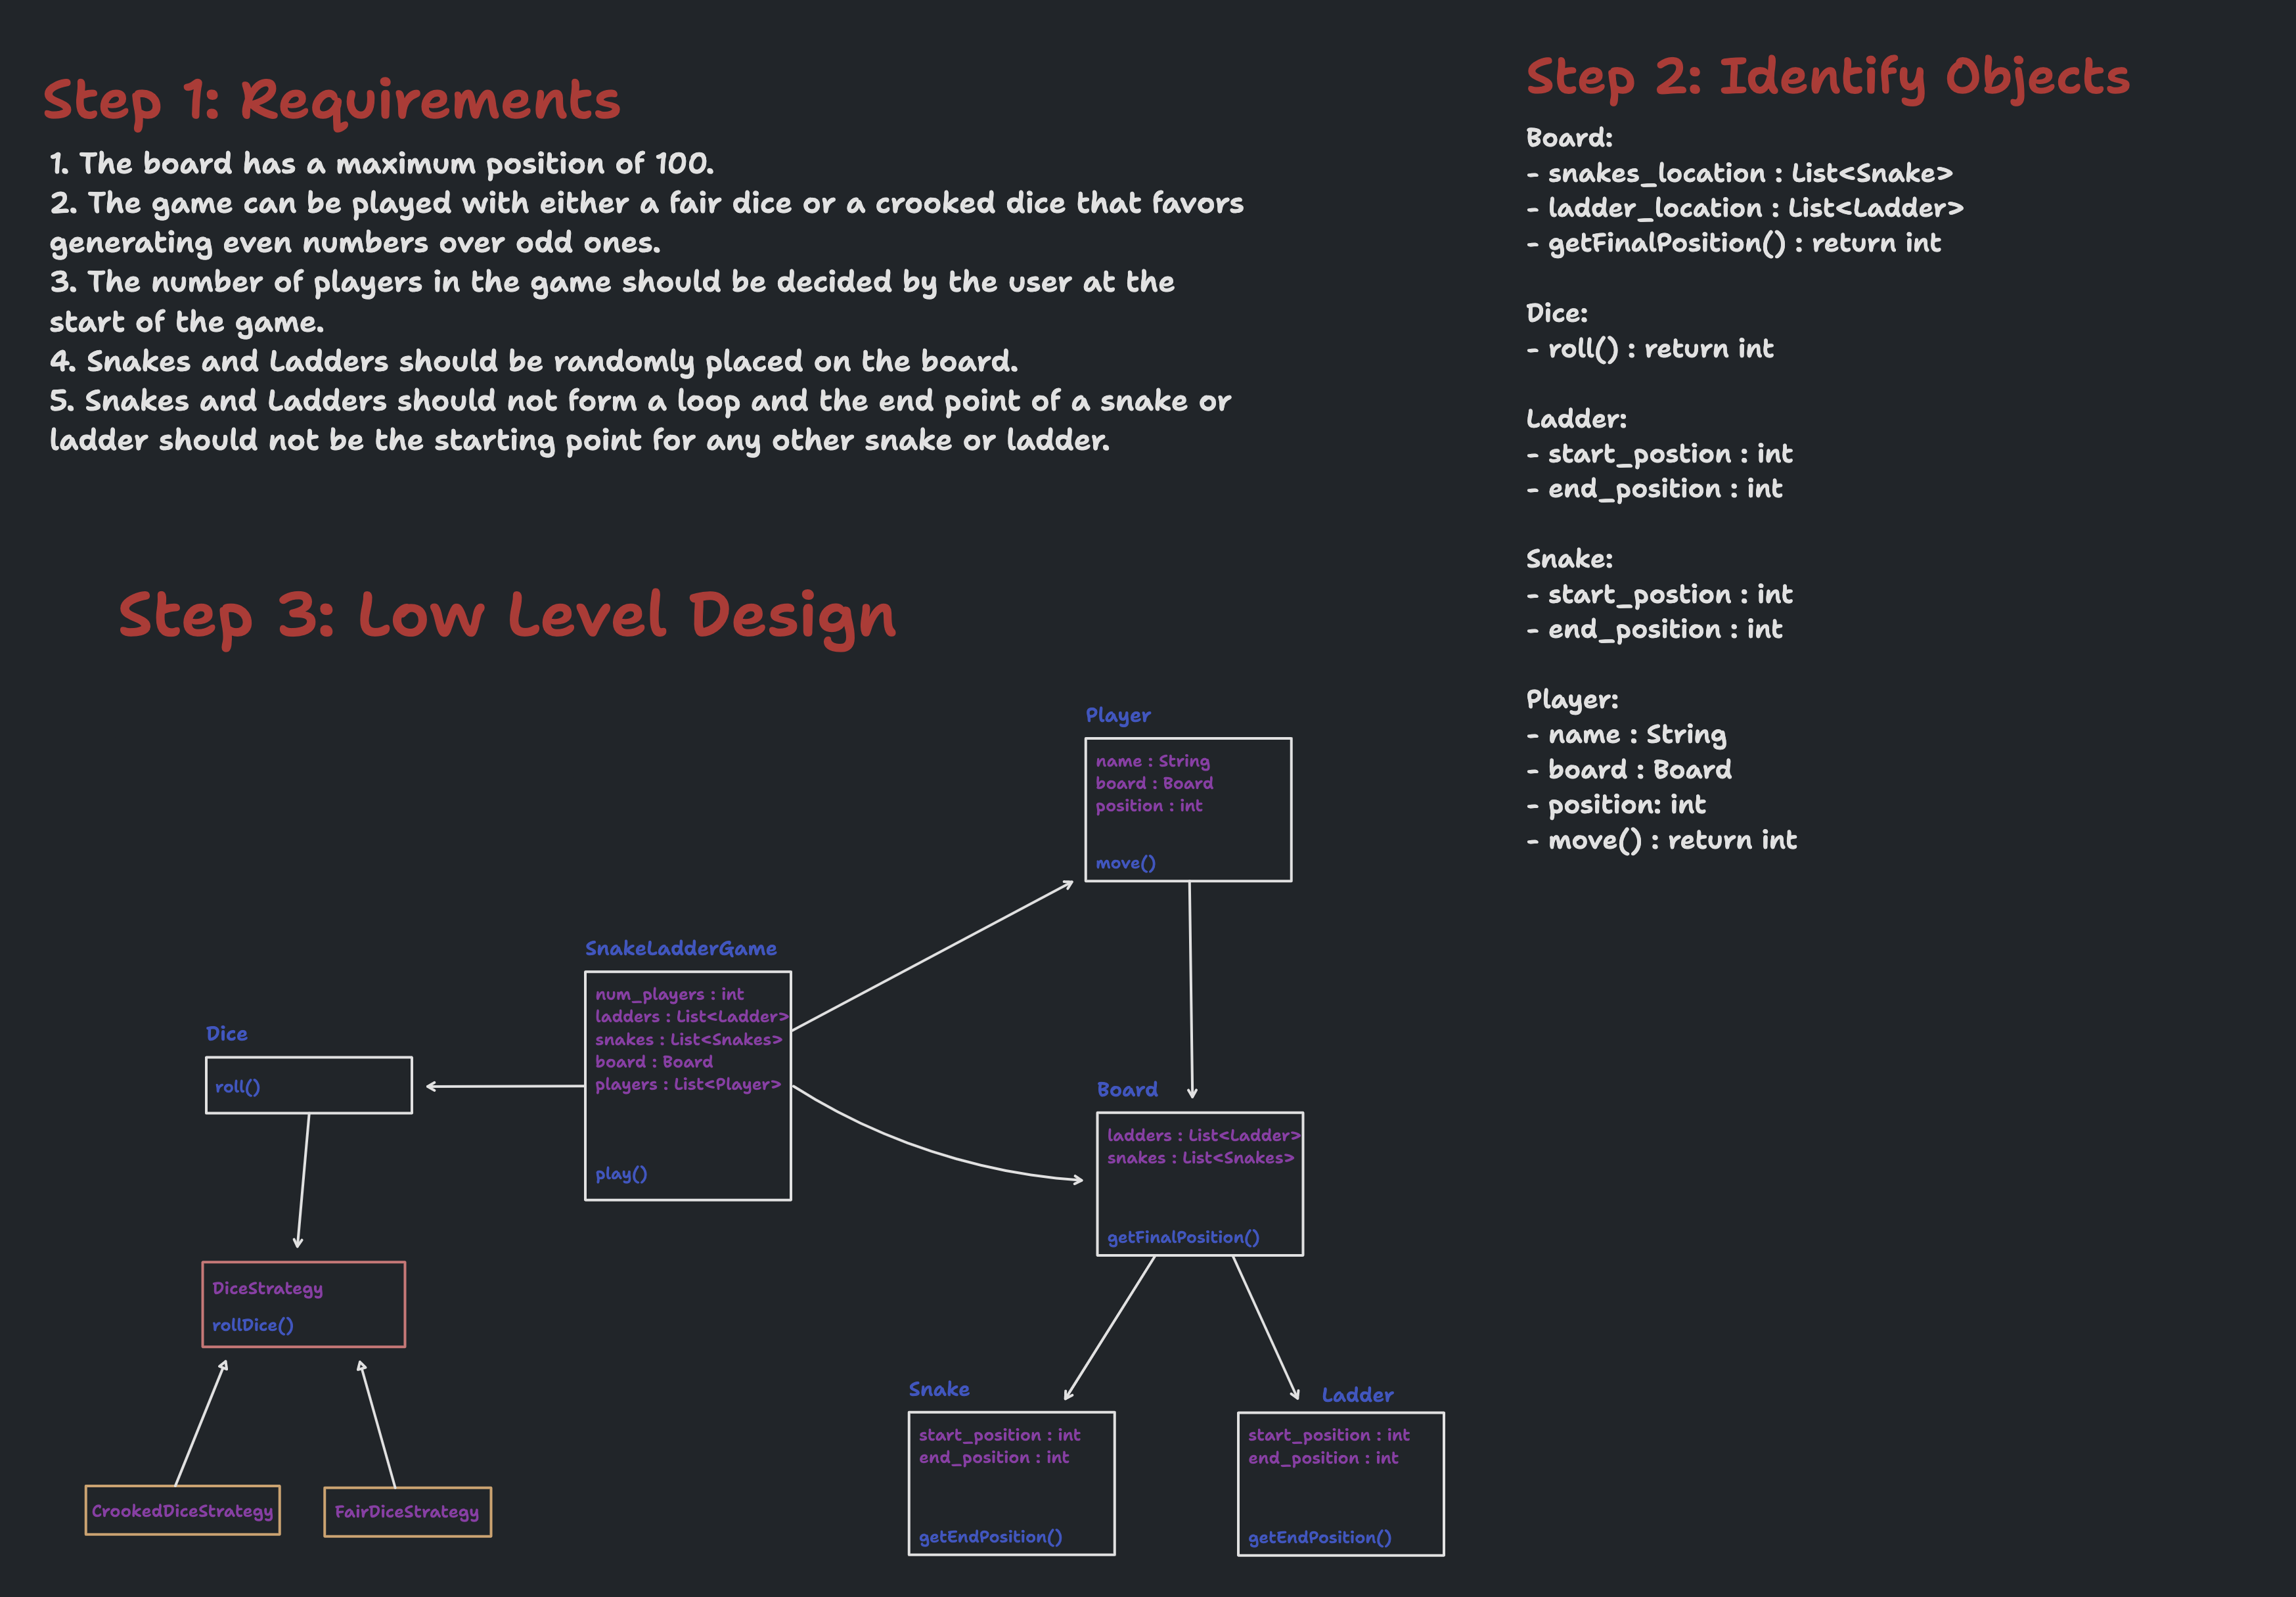 Step 1: Requirements
1. The board has a maximum position of 100.
2. The game can be played with either a fair dice or a crooked dice that favors
generating even numbers over odd ones.
3. The number of players in the game should be decided by the user at the
start of the game.
4. Snakes and Ladders should be randomly placed on the board.
5. Snakes and Ladders should not form a loop and the end point of a snake or
ladder should not be the starting point for any other snake or ladder.
Step 2: Identify Objects
Board:
- snakes_location : List<Snake>
- ladder_location : List<Ladder>
- getFinalPosition() : return int
Dice:
- roll() : return int
Ladder:
- start_postion : int
- end_position : int
Snake:
- start_postion : int
- end_position : int
Player:
- name : String
- board : Board
- position: int
- move() : return int
Step 3: Low Level Design
Player
name : String
board : Board
position : int
move()
SnakeLadderGame
num_players : int
ladders : List<Ladder>
snakes : List<Snakes>
board : Board
players : List<Player>
play()
Dice
roll()
Board
ladders : List<Ladder>
snakes : List<Snakes>
getFinalPosition()
DiceStrategy
rollDice()
CrookedDiceStrategy
FairDiceStrategy
Snake
start_position : int
end_position : int
getEndPosition()
Ladder
start_position : int
end_position : int
getEndPosition()